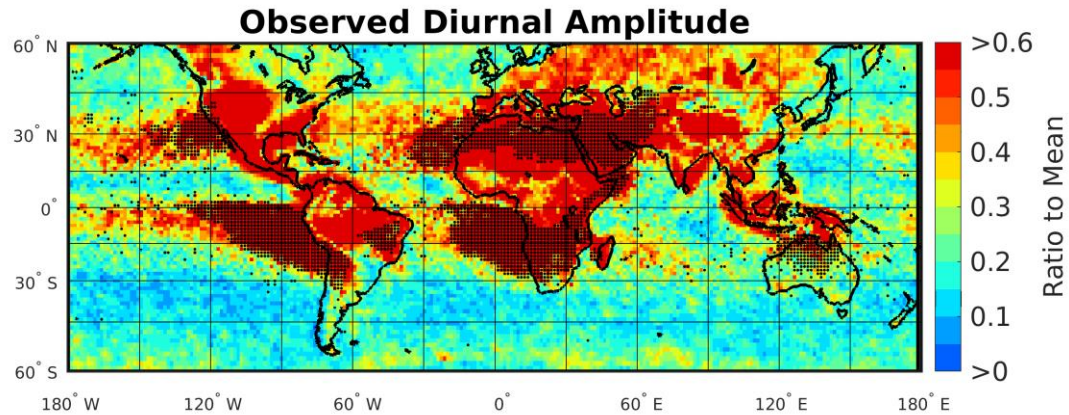 Observed Diurnal Amplitude
60° N
30° N
0°
30° S
60° S
180° W
120° W
60° W
0°
60° E
120° E
180° E
>0.6
0.5
0.4
0.3
0.2
0.1
>0
Ratio to Mean